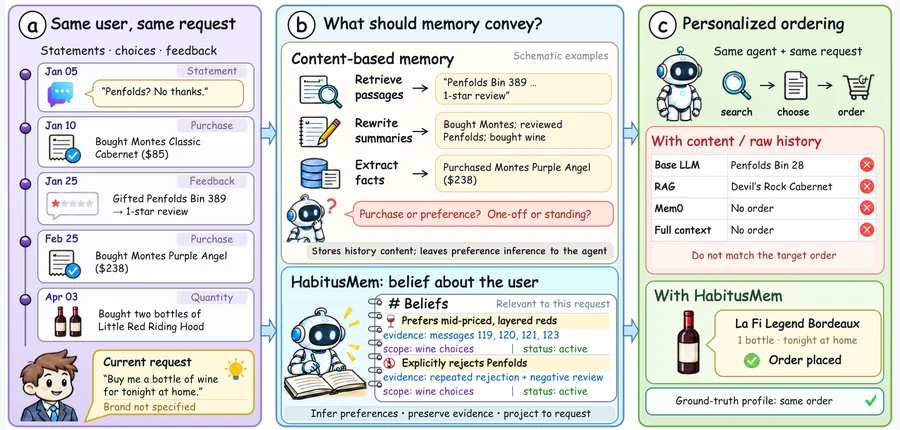 a Same user, same request
Statements · choices · feedback
Jan 05
Statement
"Penfolds? No thanks."
Jan 10
Purchase
Bought Montes Classic
Cabernet ($85)
Jan 25
Feedback
Gifted Penfolds Bin 389
→ 1-star review
Feb 25
Purchase
Bought Montes Purple Angel
($238)
Apr 03
Quantity
Bought two bottles of
Little Red Riding Hood
Current request
"Buy me a bottle of wine
for tonight at home."
Brand not specified
b What should memory convey?
Content-based memory
Schematic examples
Retrieve
passages
→
"Penfolds Bin 389 ...
1-star review"
Rewrite
summaries
→
Bought Montes; reviewed
Penfolds; bought wine
Extract
facts
→
Purchased Montes Purple Angel
($238)
?
Purchase or preference? One-off or standing?
Stores history content; leaves preference inference to the agent
HabitusMem: belief about the user
# Beliefs
Relevant to this request
Prefers mid-priced, layered reds
evidence: messages 119, 120, 121, 123
scope: wine choices | status: active
Explicitly rejects Penfolds
evidence: repeated rejection + negative review
scope: wine choices | status: active
Infer preferences · preserve evidence · project to request
c Personalized ordering
Same agent + same request
search → choose → order
With content / raw history
Base LLM Penfolds Bin 28
RAG Devil's Rock Cabernet
Mem0 No order
Full context No order
Do not match the target order
With HabitusMem
La Fi Legend Bordeaux
1 bottle · tonight at home
Order placed
Ground-truth profile: same order